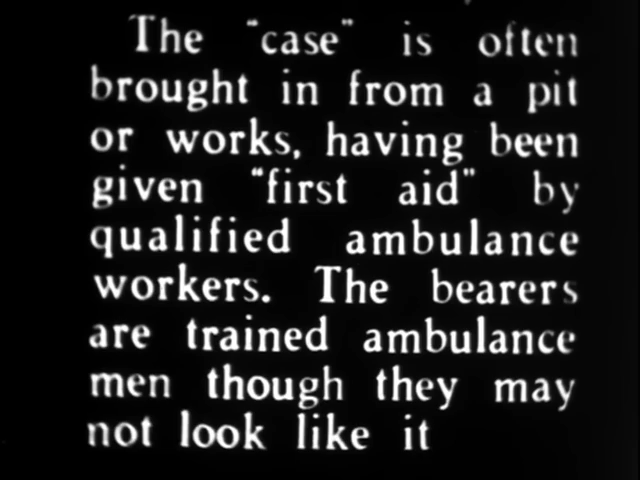 The "case" is often
brought in from a pit
or works, having been
given "first aid" by
qualified ambulance
workers. The bearers
are trained ambulance
men though they may
not look like it